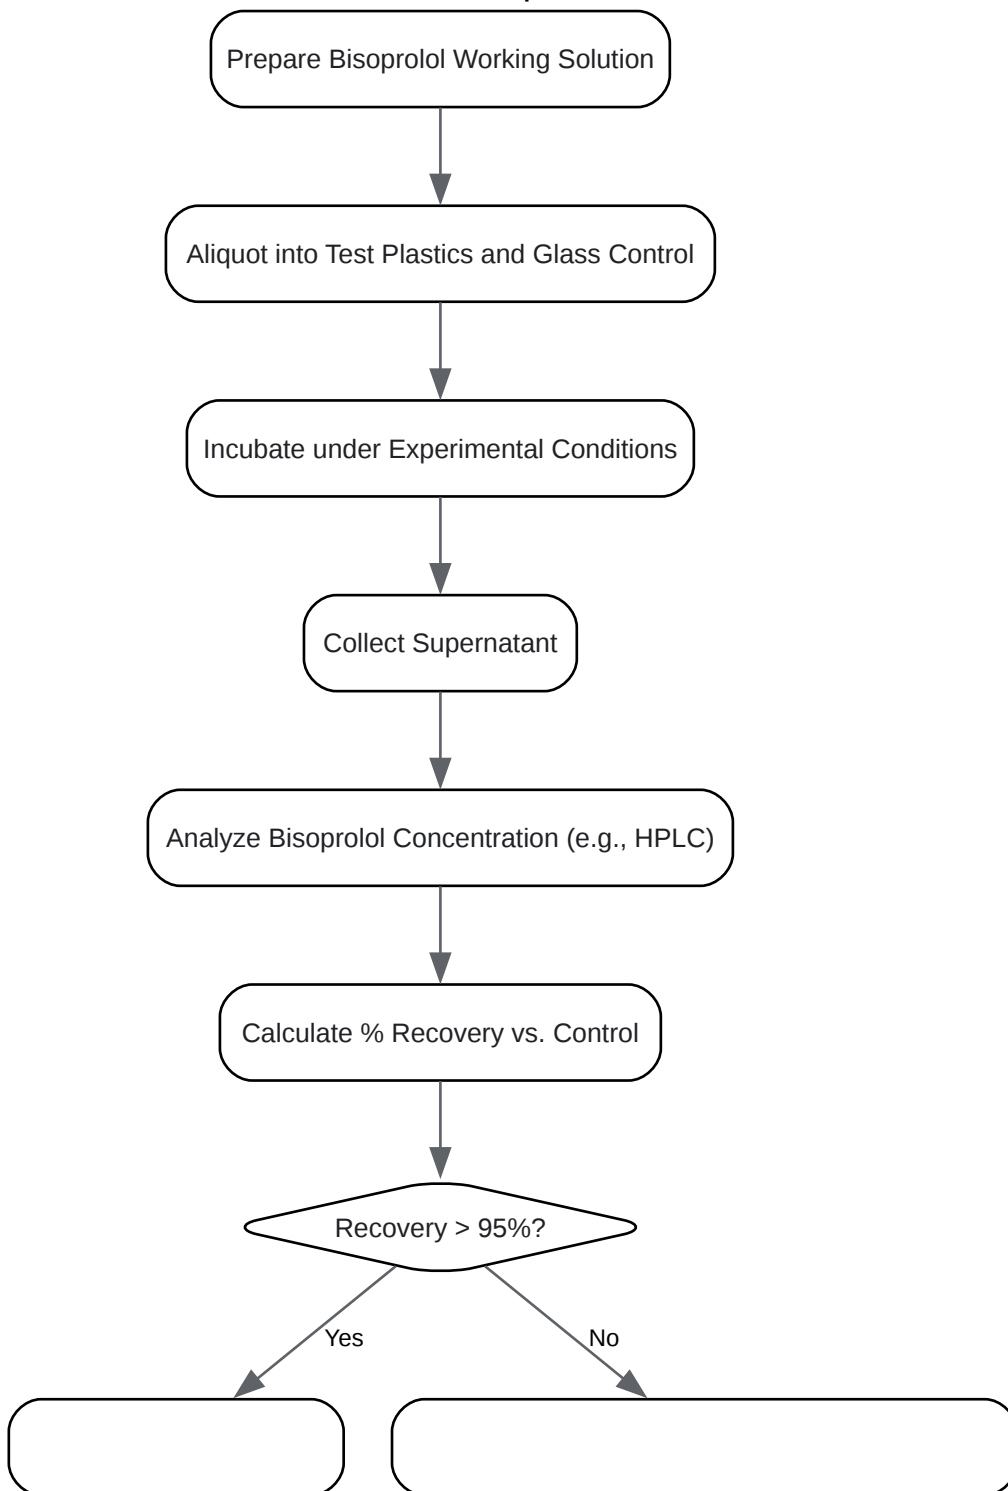 Prepare Bisoprolol Working Solution
Aliquot into Test Plastics and Glass Control
Incubate under Experimental Conditions
Collect Supernatant
Analyze Bisoprolol Concentration (e.g., HPLC)
Calculate % Recovery vs. Control
Recovery > 95%?
Yes
No